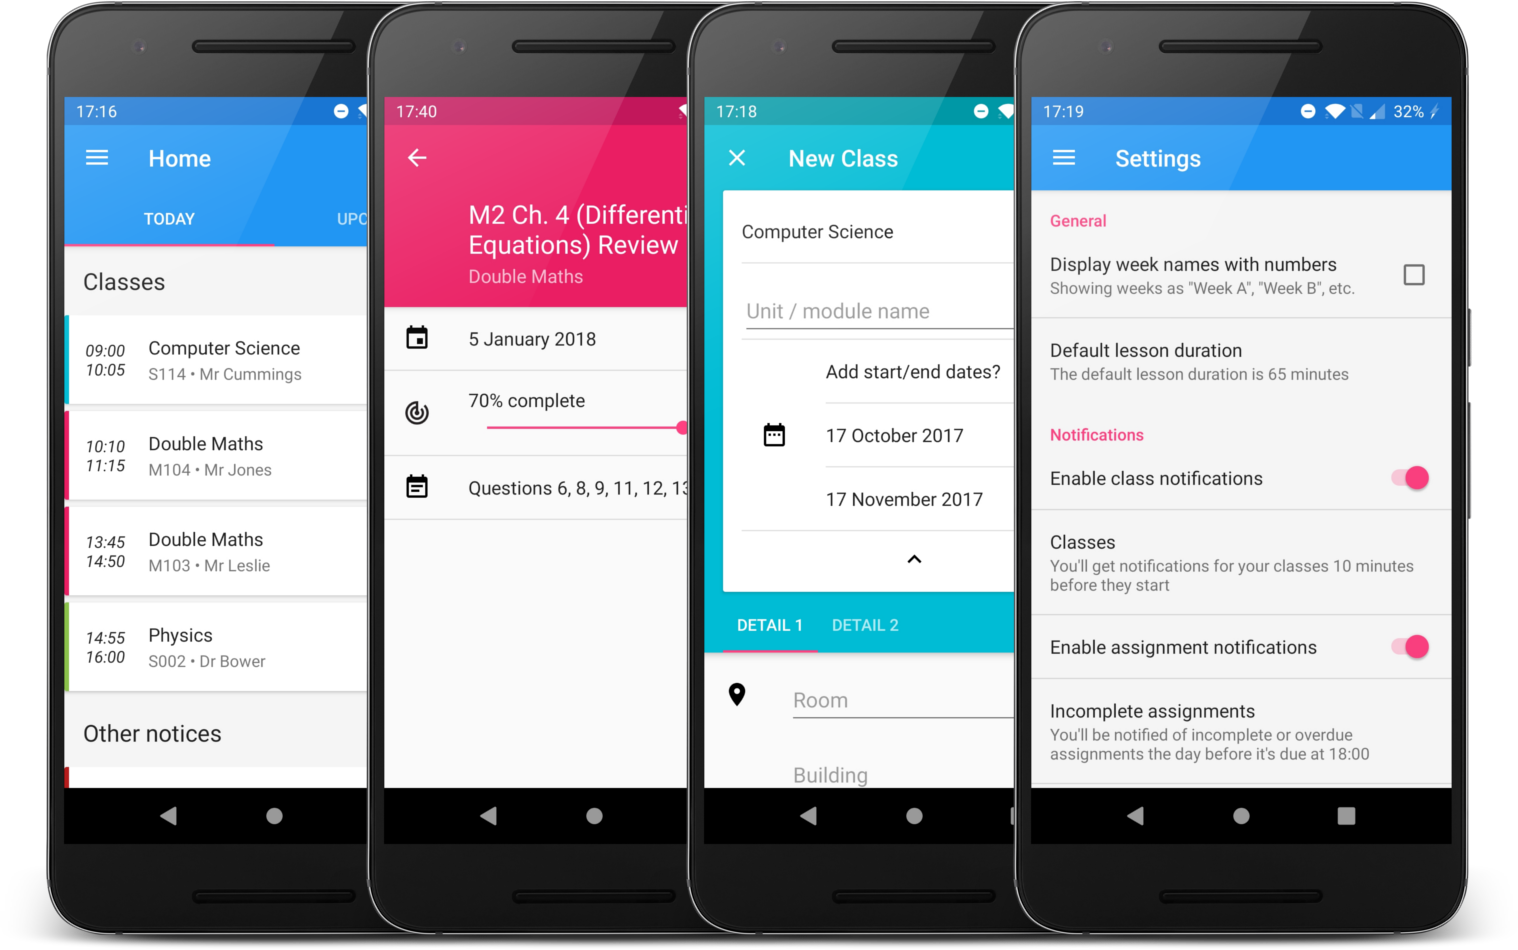 17:16
Home
TODAY
UPC
Classes
09:00
10:05
Computer Science
S114 • Mr Cummings
10:10
11:15
Double Maths
M104 • Mr Jones
13:45
14:50
Double Maths
M103 • Mr Leslie
14:55
16:00
Physics
S002 • Dr Bower
Other notices
17:40
M2 Ch. 4 (Differenti
Equations) Review
Double Maths
5 January 2018
70% complete
Questions 6, 8, 9, 11, 12, 13
17:18
New Class
Computer Science
Unit / module name
Add start/end dates?
17 October 2017
17 November 2017
DETAIL 1
DETAIL 2
Room
Building
17:19
32%
Settings
General
Display week names with numbers
Showing weeks as "Week A", "Week B", etc.
Default lesson duration
The default lesson duration is 65 minutes
Notifications
Enable class notifications
Classes
You'll get notifications for your classes 10 minutes
before they start
Enable assignment notifications
Incomplete assignments
You'll be notified of incomplete or overdue
assignments the day before it's due at 18:00